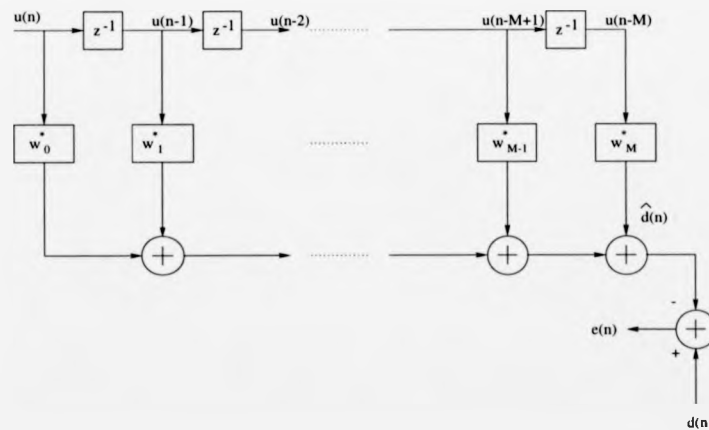 u(n) z⁻¹ u(n-1) z⁻¹ u(n-2) u(n-M+1) z⁻¹ u(n-M)
w*₀ w*₁ w*M-1 w*M
d̂(n)
+ + +
-
e(n) +
+
d(n